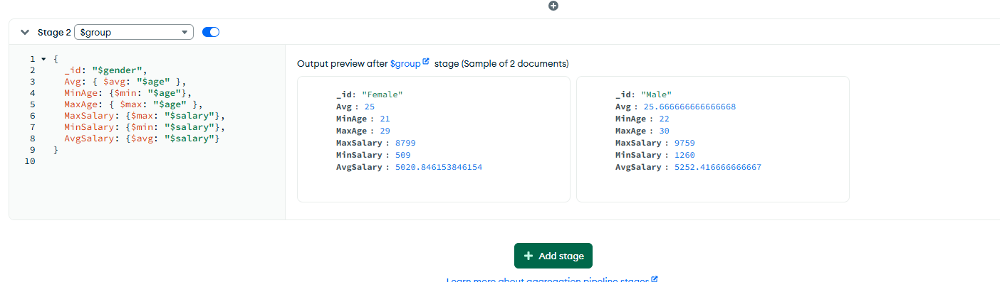 Stage 2 $group
1 {
2 _id: "$gender",
3 Avg: { $avg: "$age" },
4 MinAge: {$min: "$age"},
5 MaxAge: { $max: "$age" },
6 MaxSalary: {$max: "$salary"},
7 MinSalary: {$min: "$salary"},
8 AvgSalary: {$avg: "$salary"}
9 }
10
Output preview after $group stage (Sample of 2 documents)
_id: "Female"
Avg : 25
MinAge : 21
MaxAge : 29
MaxSalary : 8799
MinSalary : 509
AvgSalary : 5020.846153846154
_id: "Male"
Avg : 25.666666666666668
MinAge : 22
MaxAge : 30
MaxSalary : 9759
MinSalary : 1260
AvgSalary : 5252.416666666667
+ Add stage
Learn more about aggregation pipeline stages